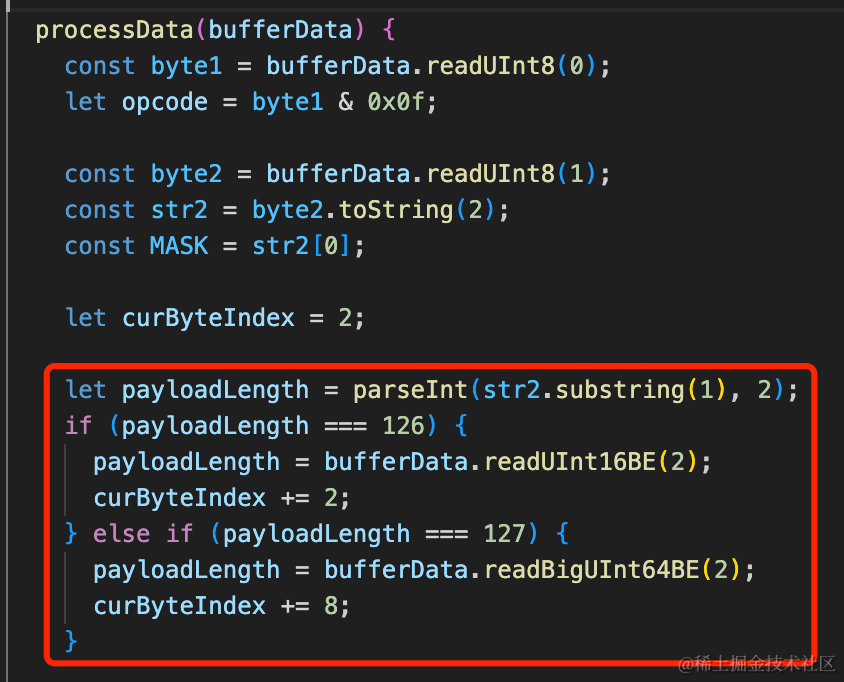 processData(bufferData) {
  const byte1 = bufferData.readUInt8(0);
  let opcode = byte1 & 0x0f;

  const byte2 = bufferData.readUInt8(1);
  const str2 = byte2.toString(2);
  const MASK = str2[0];

  let curByteIndex = 2;

  let payloadLength = parseInt(str2.substring(1), 2);
  if (payloadLength === 126) {
    payloadLength = bufferData.readUInt16BE(2);
    curByteIndex += 2;
  } else if (payloadLength === 127) {
    payloadLength = bufferData.readBigUInt64BE(2);
    curByteIndex += 8;
  }
@稀土掘金技术社区